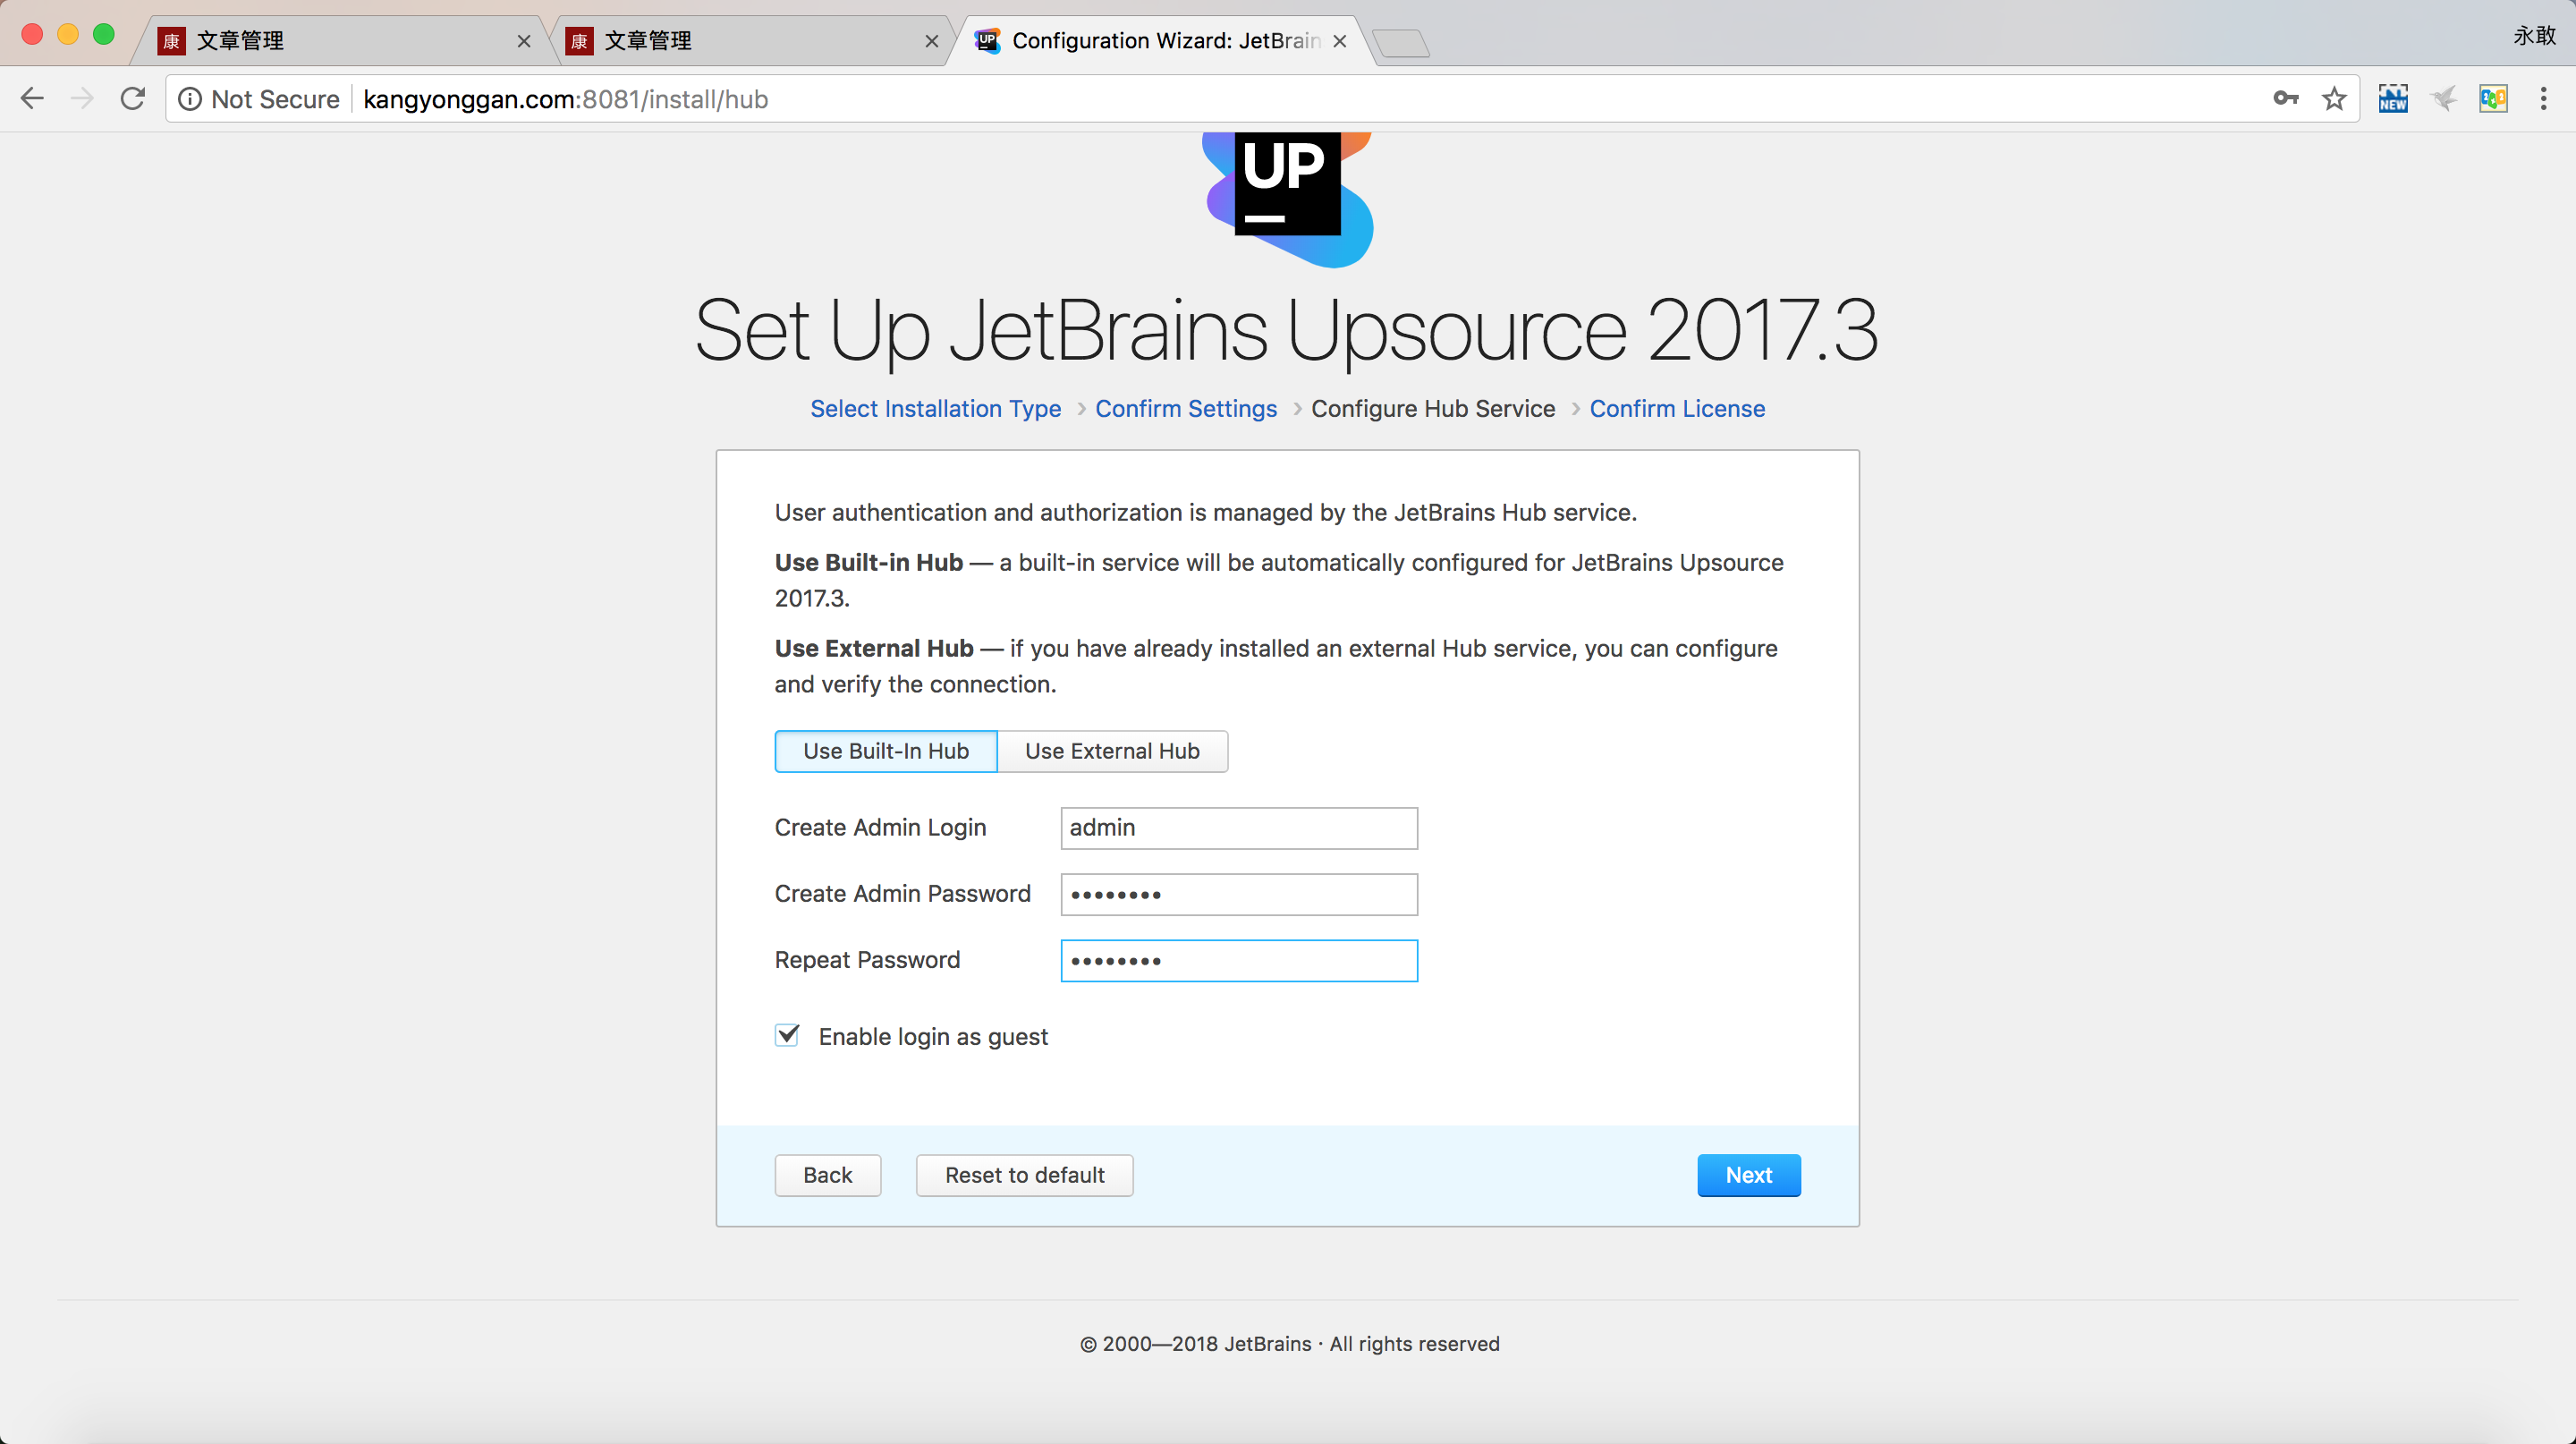 康 文章管理
康 文章管理
UP Configuration Wizard: JetBrain
永敢
Not Secure kangyonggan.com:8081/install/hub
NEW
UP
Set Up JetBrains Upsource 2017.3
Select Installation Type › Confirm Settings › Configure Hub Service › Confirm License
User authentication and authorization is managed by the JetBrains Hub service.
Use Built-in Hub — a built-in service will be automatically configured for JetBrains Upsource
2017.3.
Use External Hub — if you have already installed an external Hub service, you can configure
and verify the connection.
Use Built-In Hub Use External Hub
Create Admin Login admin
Create Admin Password ••••••••
Repeat Password ••••••••
Enable login as guest
Back Reset to default Next
© 2000—2018 JetBrains · All rights reserved